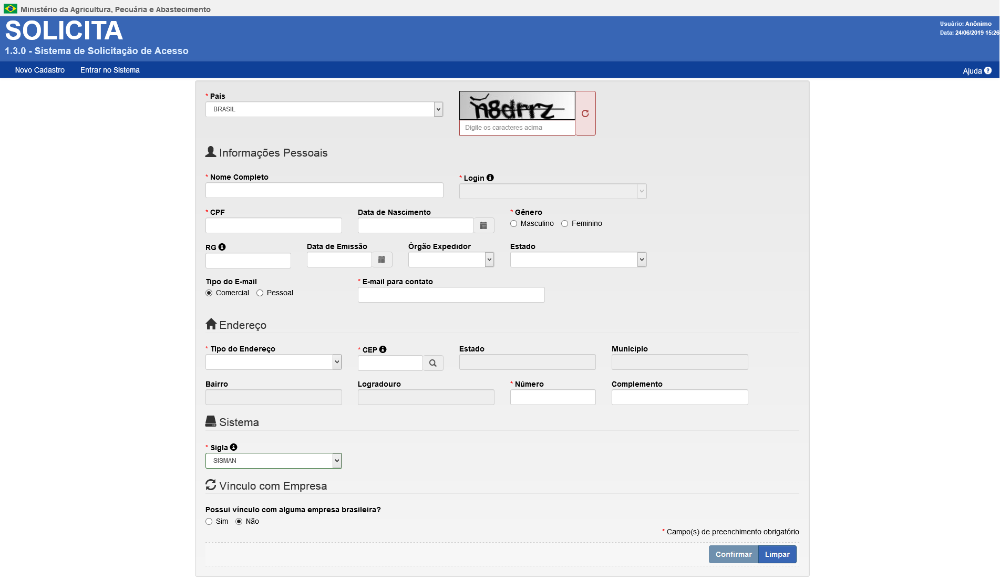 Ministério da Agricultura, Pecuária e Abastecimento
SOLICITA
1.3.0 - Sistema de Solicitação de Acesso
Usuário: Anônimo
Data: 24/06/2019 15:26
Novo Cadastro Entrar no Sistema Ajuda
* País
BRASIL
Digite os caracteres acima
Informações Pessoais
* Nome Completo * Login
* CPF Data de Nascimento * Gênero
Masculino Feminino
RG Data de Emissão Órgão Expedidor Estado
Tipo do E-mail * E-mail para contato
Comercial Pessoal
Endereço
* Tipo do Endereço * CEP Estado Município
Bairro Logradouro * Número Complemento
Sistema
* Sigla
SISMAN
Vínculo com Empresa
Possui vínculo com alguma empresa brasileira?
Sim Não
* Campo(s) de preenchimento obrigatório
Confirmar Limpar